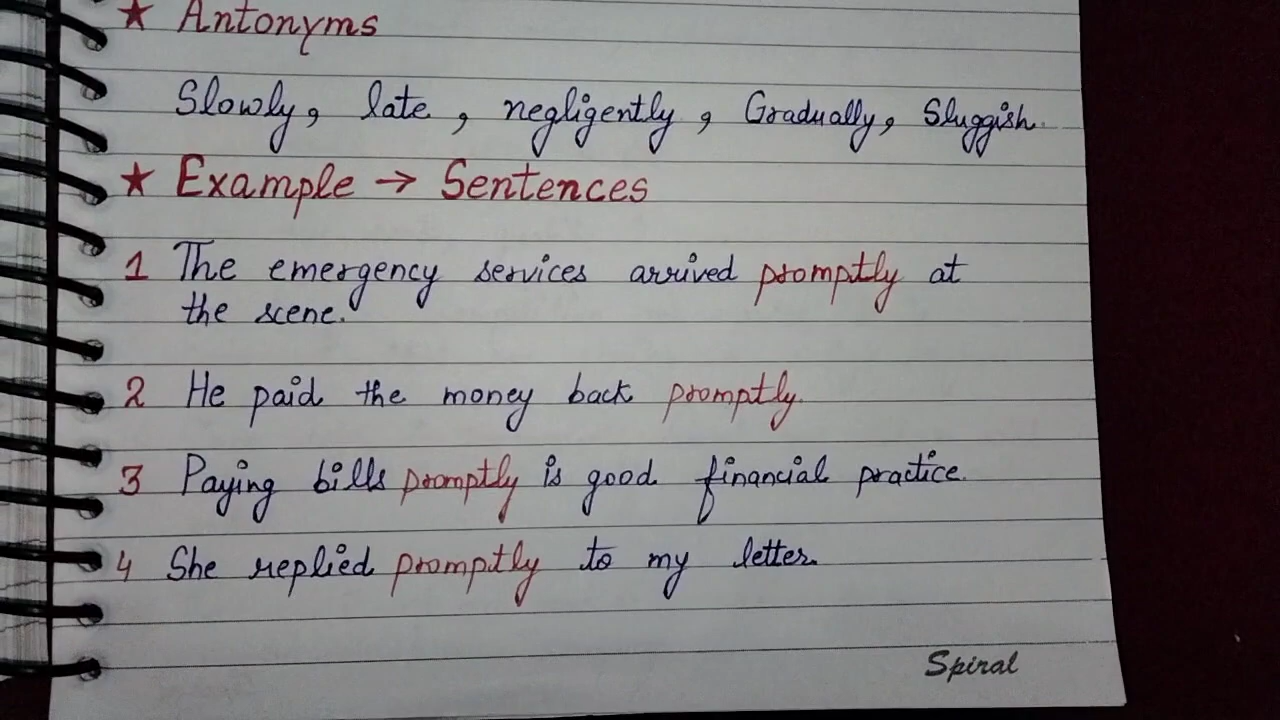 ★ Antonyms
Slowly, late, negligently, Gradually, Sluggish.
★ Example → Sentences
1 The emergency services arrived promptly at
the scene.
2 He paid the money back promptly.
3 Paying bills promptly is good financial practice.
4 She replied promptly to my letter.
Spiral